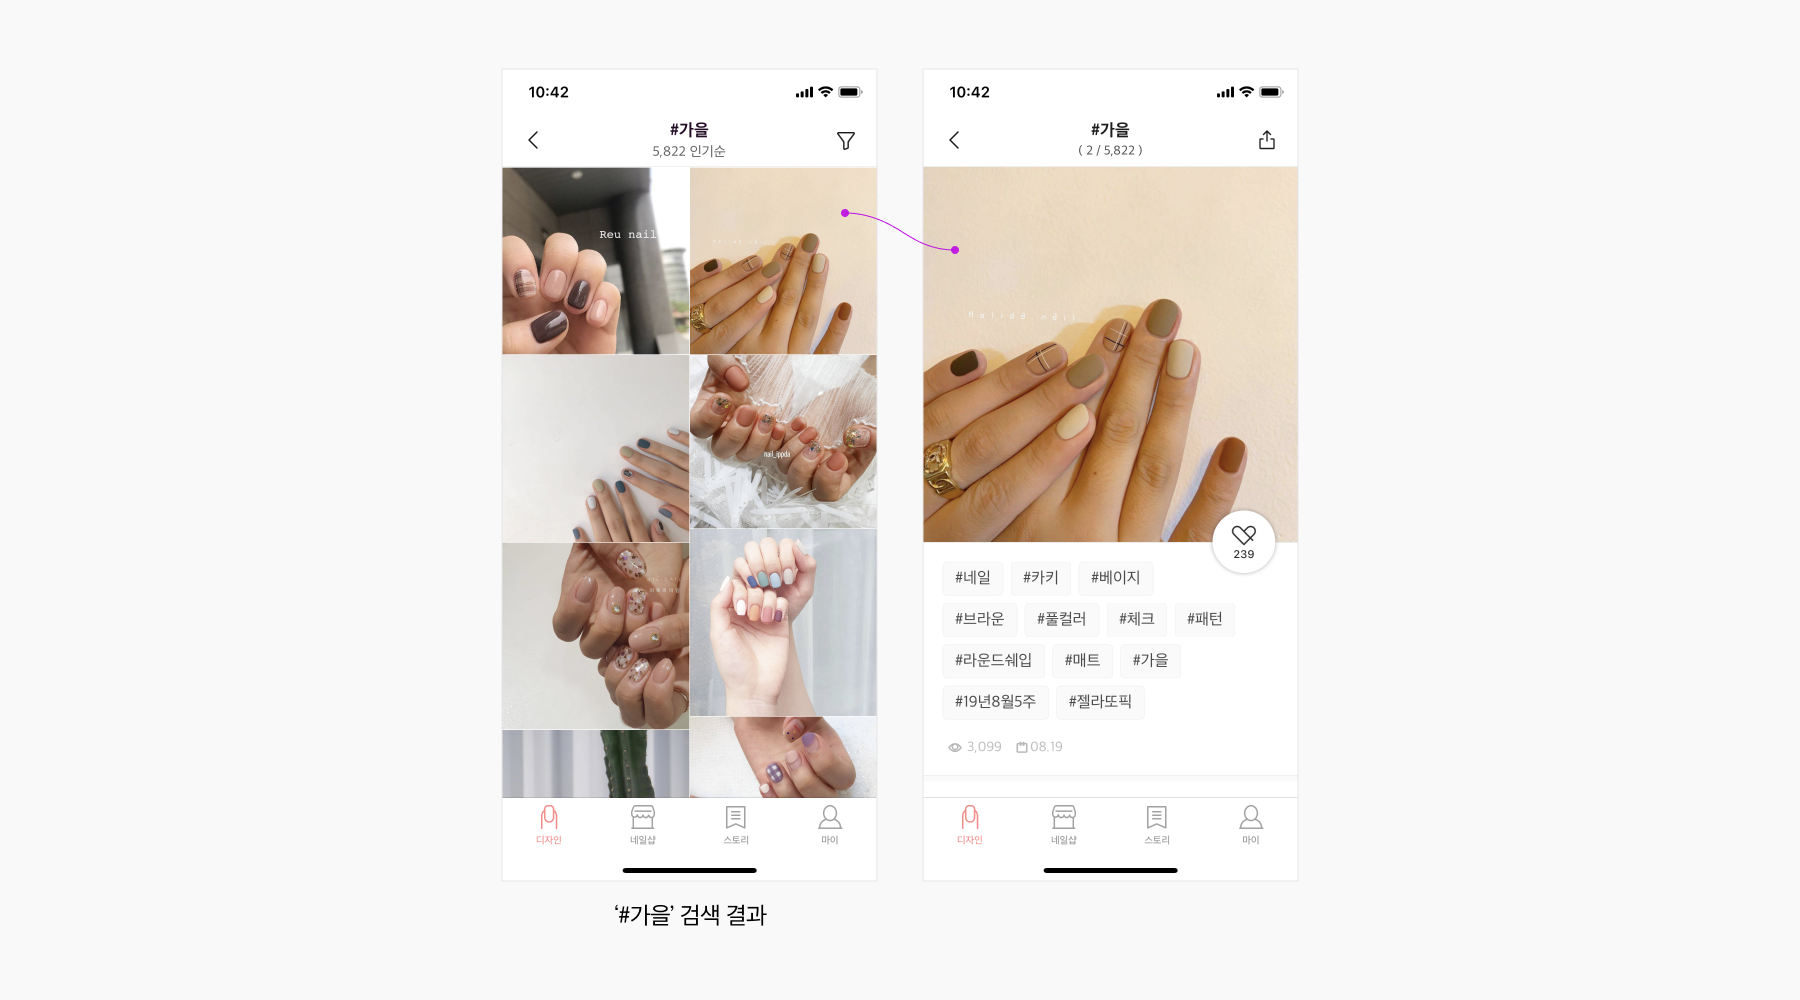 10:42
#가을
5,822 인기순
Reu nail
nail_ippda
디자인
네일샵
스토리
마이
10:42
#가을
( 2 / 5,822 )
239
#네일
#카키
#베이지
#브라운
#풀컬러
#체크
#패턴
#라운드쉐입
#매트
#가을
#19년8월5주
#젤라또픽
3,099
08.19
디자인
네일샵
스토리
마이
‘#가을’ 검색 결과